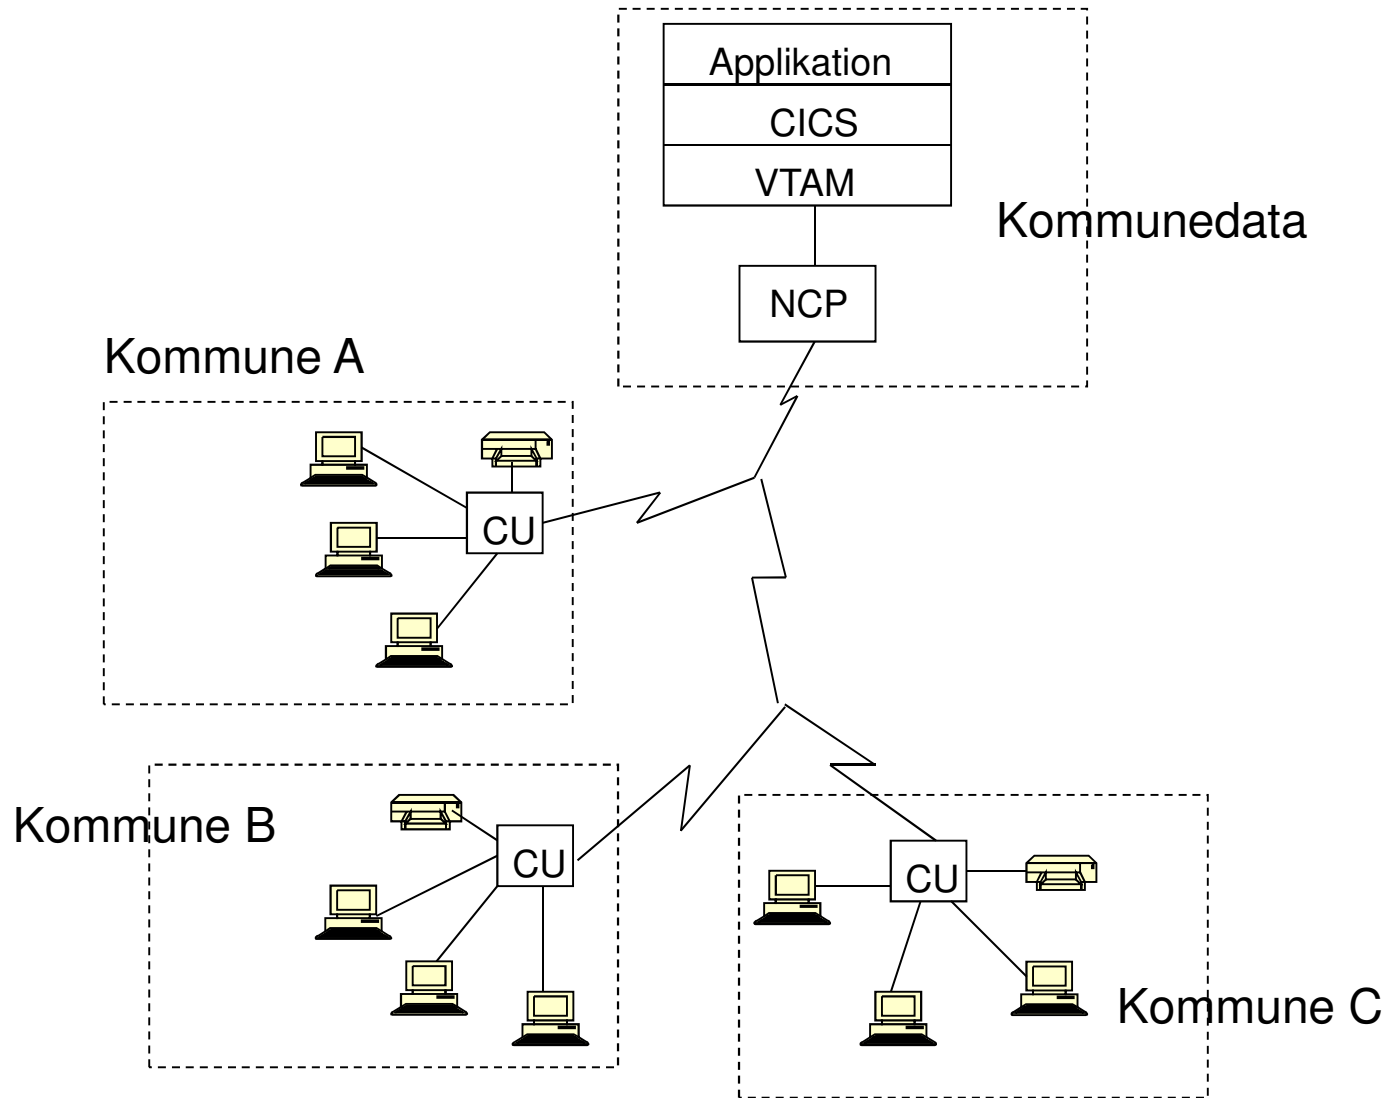 Applikation
CICS
VTAM
Kommunedata
NCP
Kommune A
CU
Kommune B
CU
CU
Kommune C